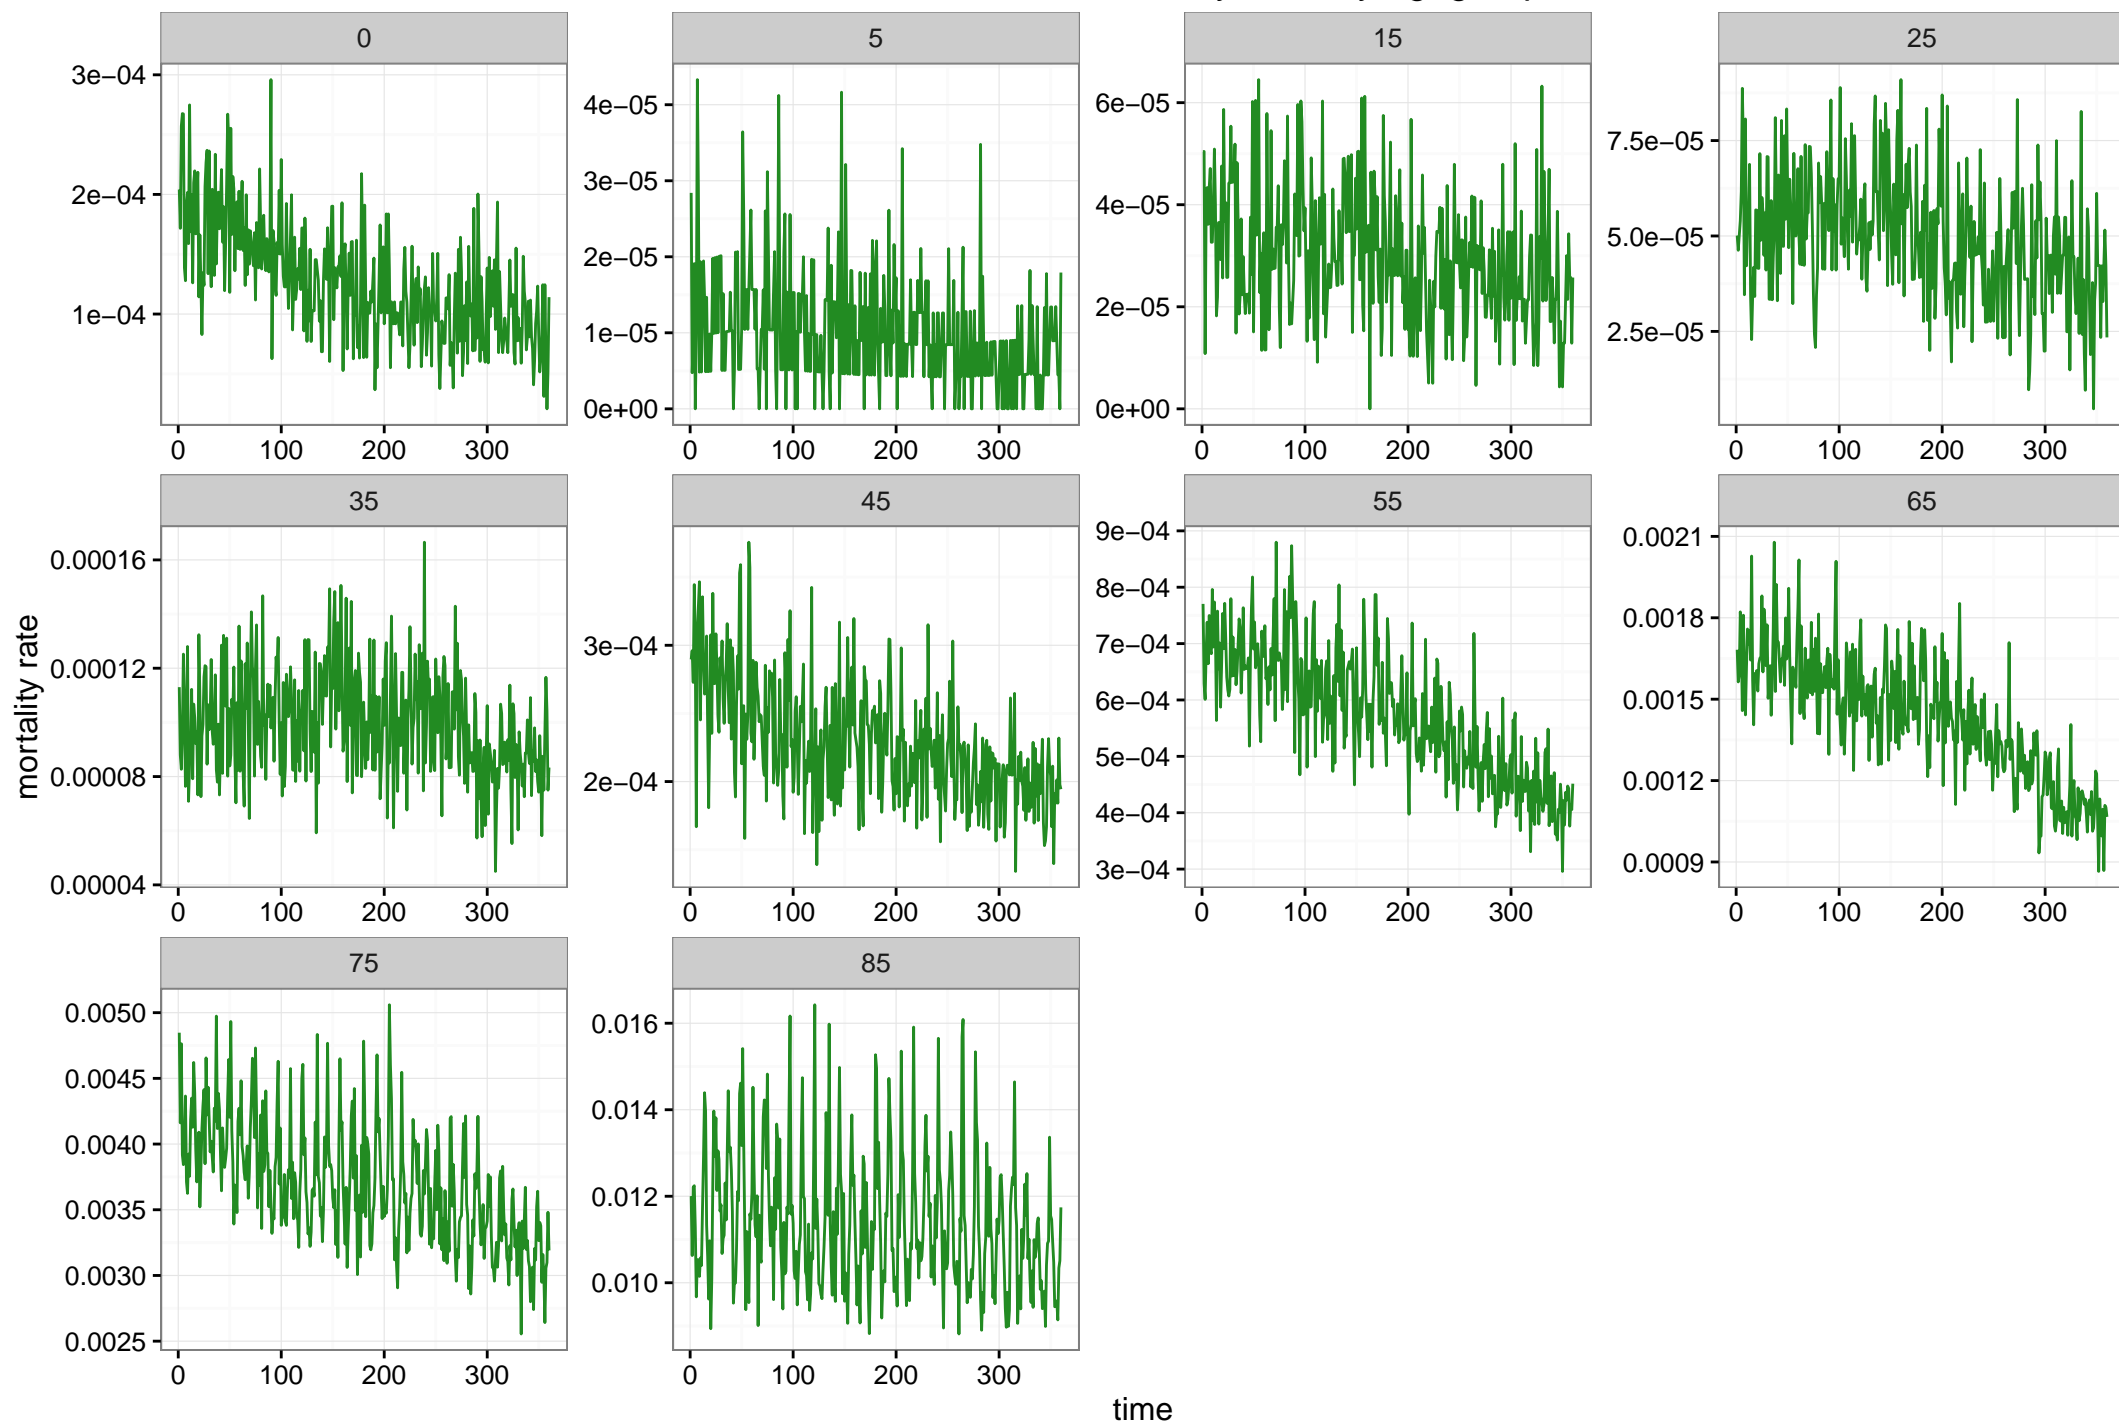 0 5 15 25
3e−04
2e−04
1e−04
4e−05
3e−05
2e−05
1e−05
0e+00
6e−05
4e−05
2e−05
0e+00
7.5e−05
5.0e−05
2.5e−05
0 100 200 300
0 100 200 300
0 100 200 300
0 100 200 300
35 45 55 65
0.00016
0.00012
0.00008
0.00004
3e−04
2e−04
9e−04
8e−04
7e−04
6e−04
5e−04
4e−04
3e−04
0.0021
0.0018
0.0015
0.0012
0.0009
0 100 200 300
0 100 200 300
0 100 200 300
0 100 200 300
75 85
0.0050
0.0045
0.0040
0.0035
0.0030
0.0025
0.016
0.014
0.012
0.010
0 100 200 300
0 100 200 300
mortality rate
time